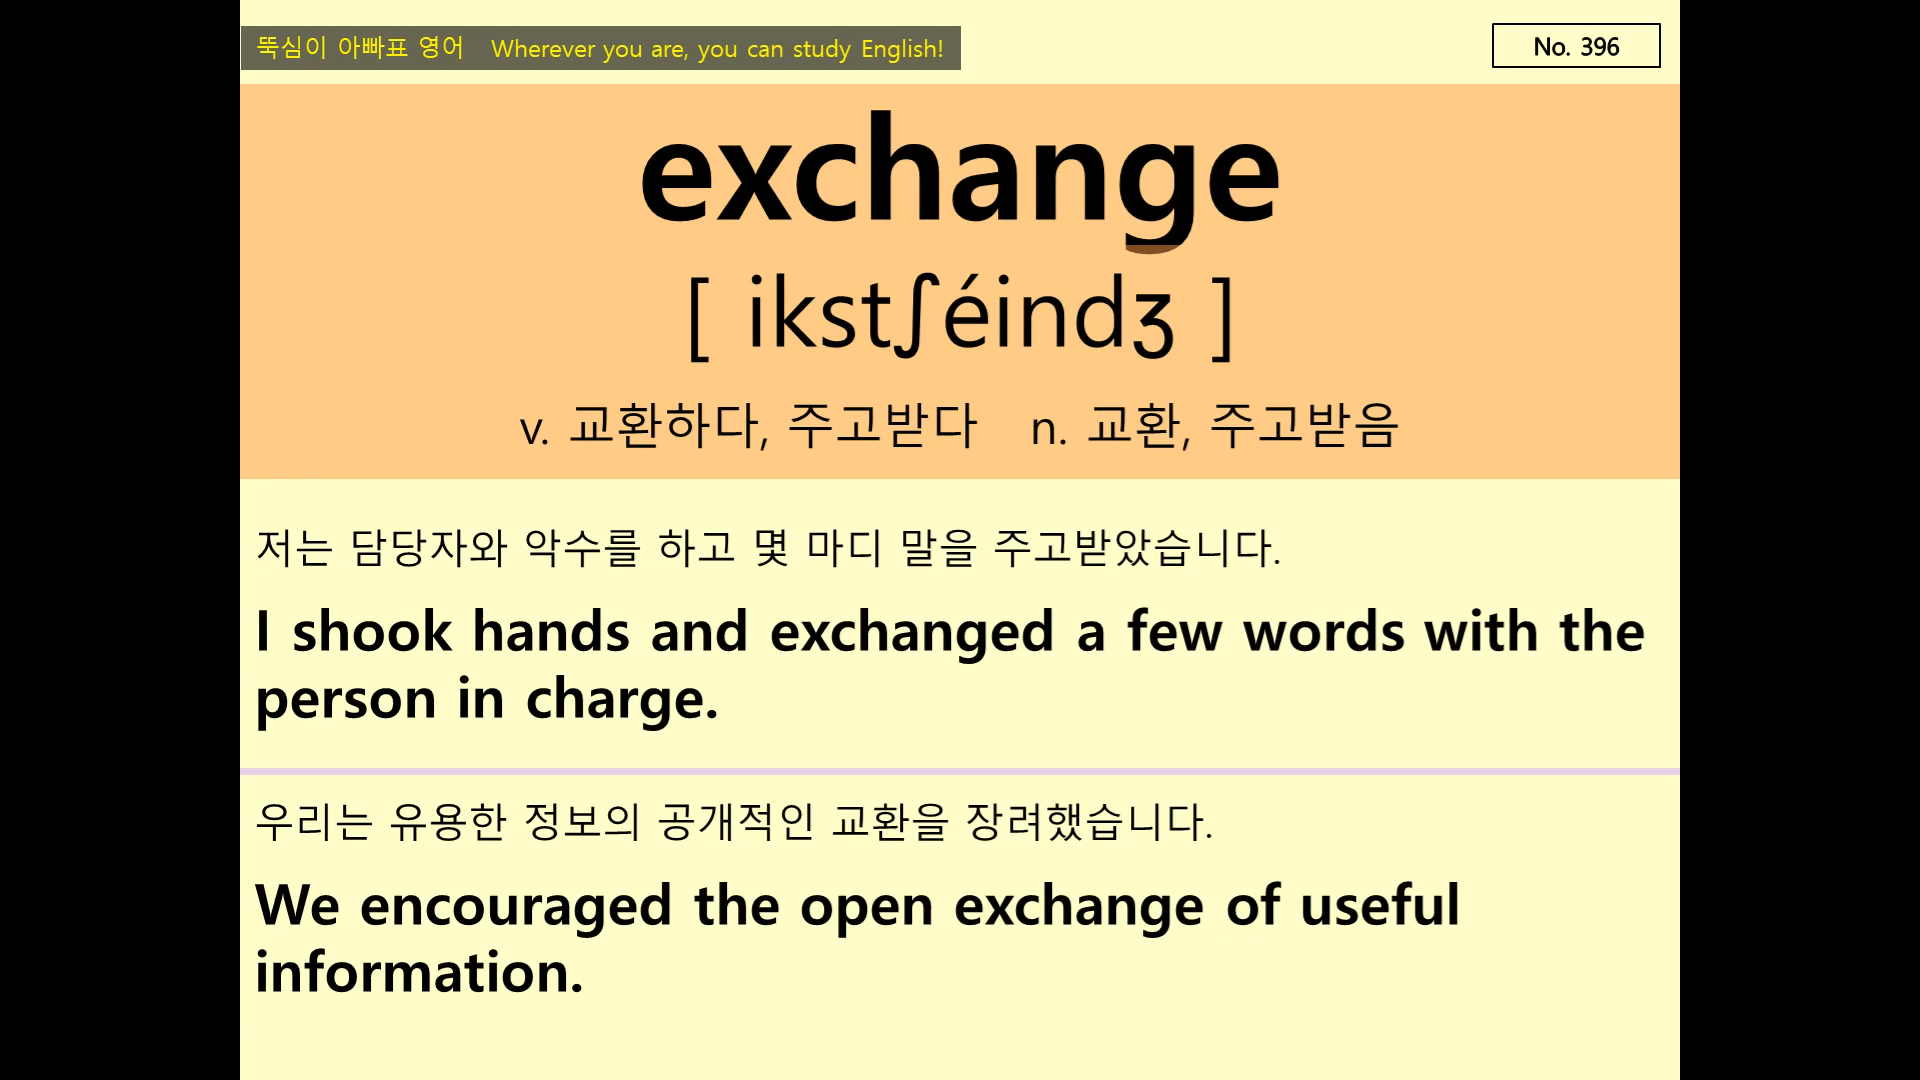 뚝심이 아빠표 영어 Wherever you are, you can study English!
No. 396
exchange
[ ikstʃéindʒ ]
v. 교환하다, 주고받다 n. 교환, 주고받음
저는 담당자와 악수를 하고 몇 마디 말을 주고받았습니다.
I shook hands and exchanged a few words with the
person in charge.
우리는 유용한 정보의 공개적인 교환을 장려했습니다.
We encouraged the open exchange of useful
information.